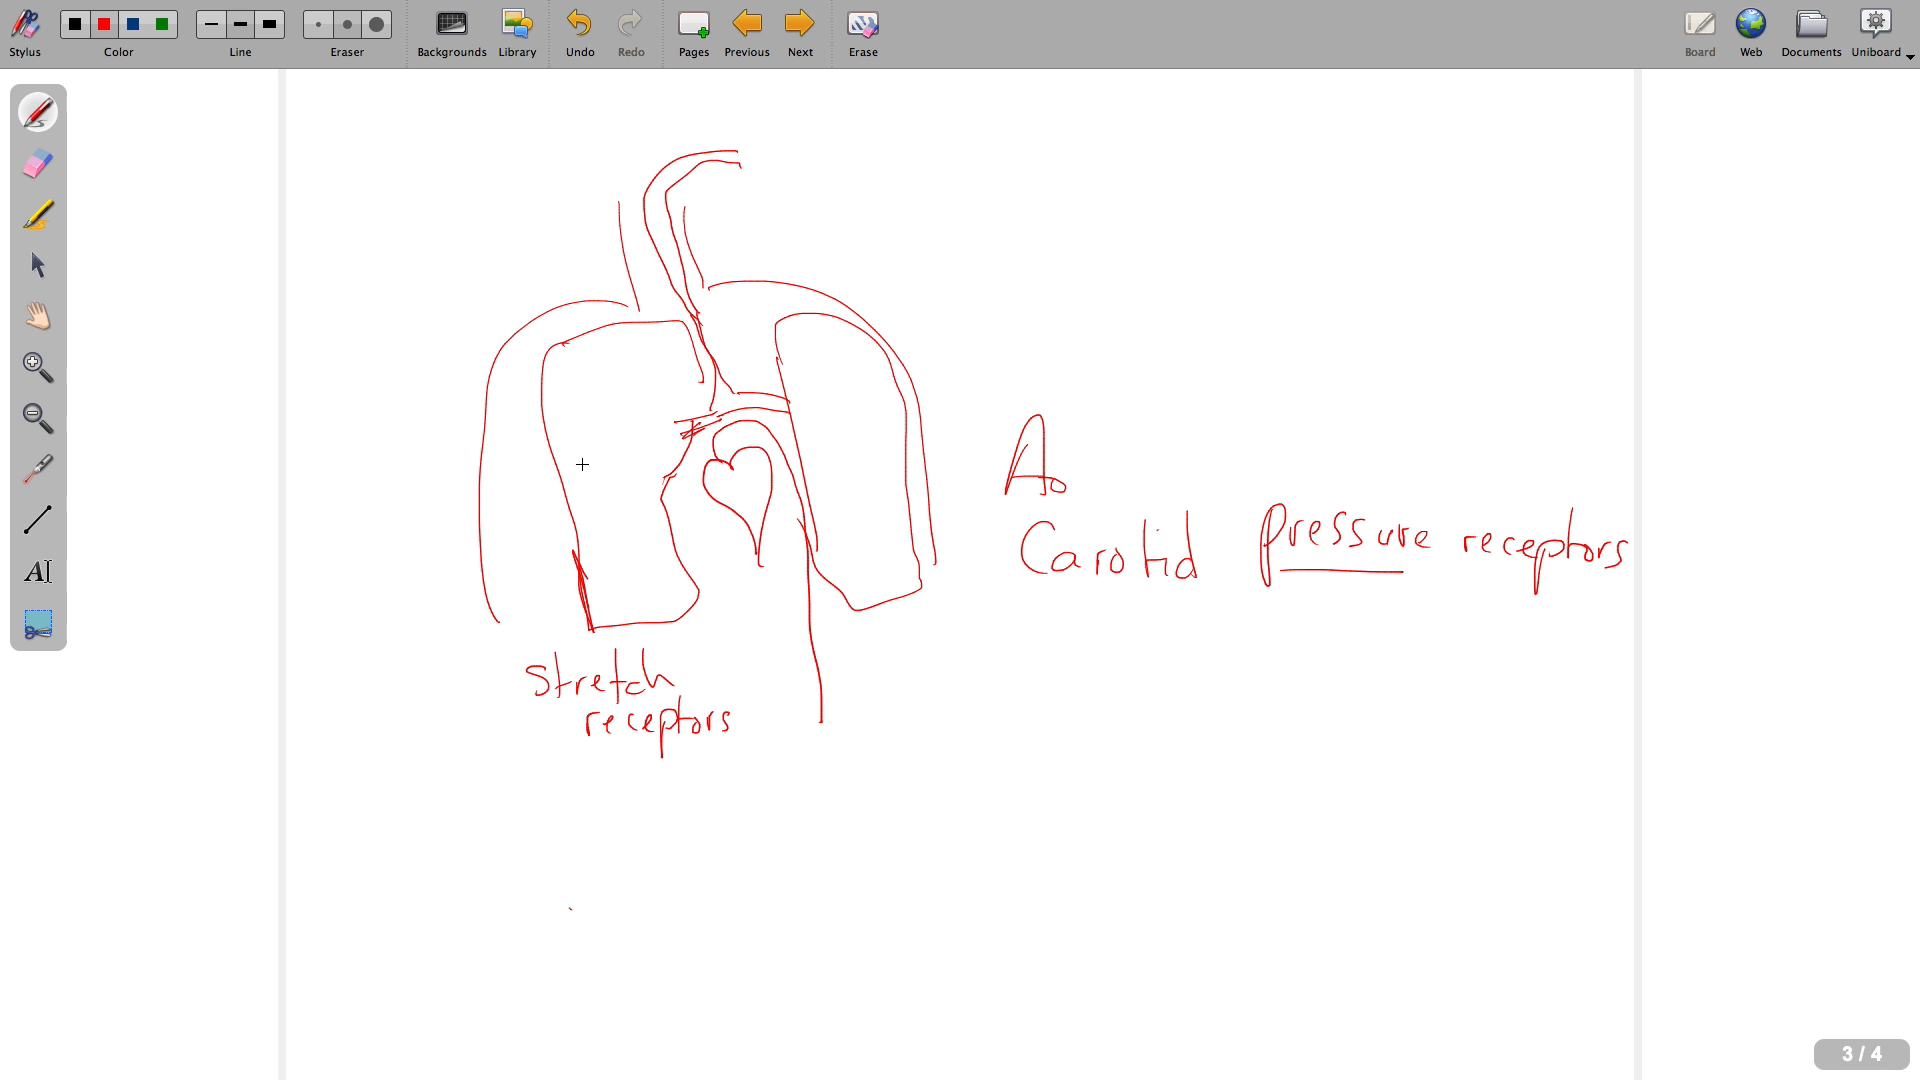 Stylus
Color
Line
Eraser
Backgrounds
Library
Undo
Redo
Pages
Previous
Next
Erase
Board
Web
Documents
Uniboard
AI
Ao
Carotid pressure receptors
Stretch
receptors
3 / 4